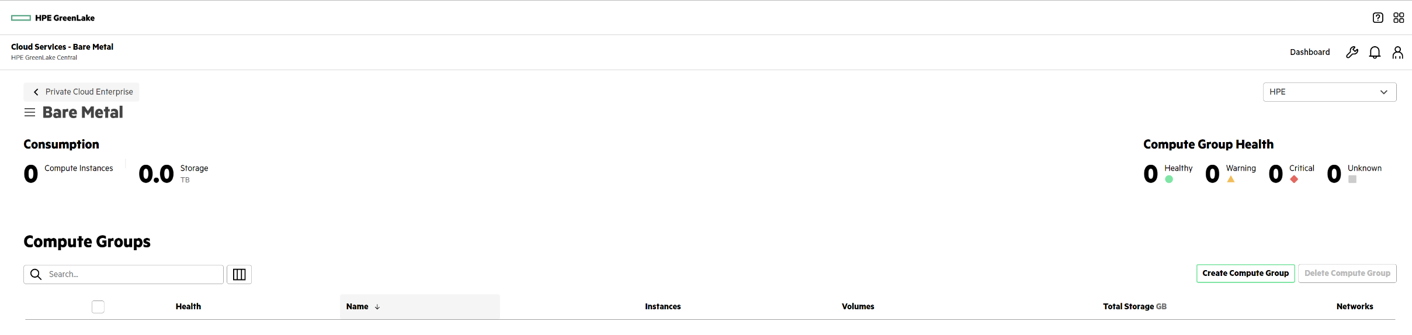 HPE GreenLake
Cloud Services - Bare Metal
HPE GreenLake Central
Dashboard
Private Cloud Enterprise
HPE
Bare Metal
Consumption
0 Compute Instances
0.0 Storage
TB
Compute Group Health
0 Healthy
0 Warning
0 Critical
0 Unknown
Compute Groups
Search...
Create Compute Group
Delete Compute Group
Health Name ↓ Instances Volumes Total Storage GB Networks